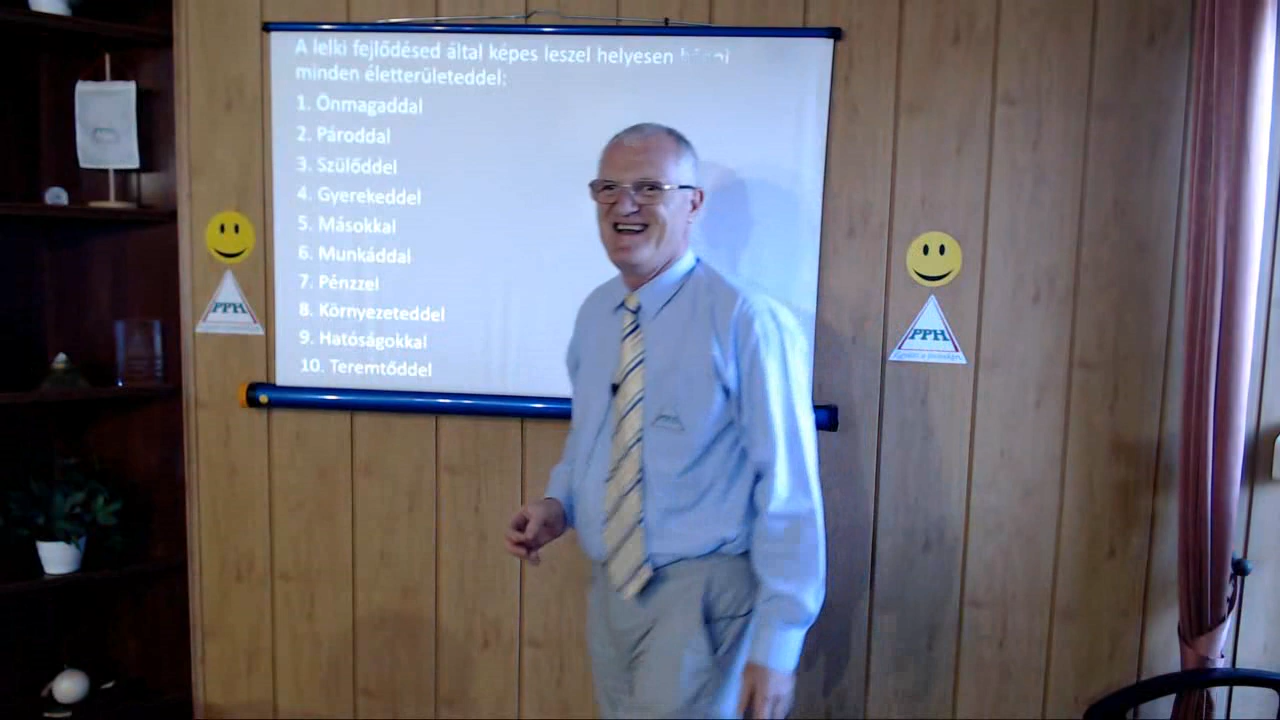 A lelki fejlődésed által képes leszel helyesen bánni
minden életterületeddel:
1. Önmagaddal
2. Pároddal
3. Szülőddel
4. Gyerekeddel
5. Másokkal
6. Munkáddal
7. Pénzzel
8. Környezeteddel
9. Hatóságokkal
10. Teremtőddel
PPH
PPH